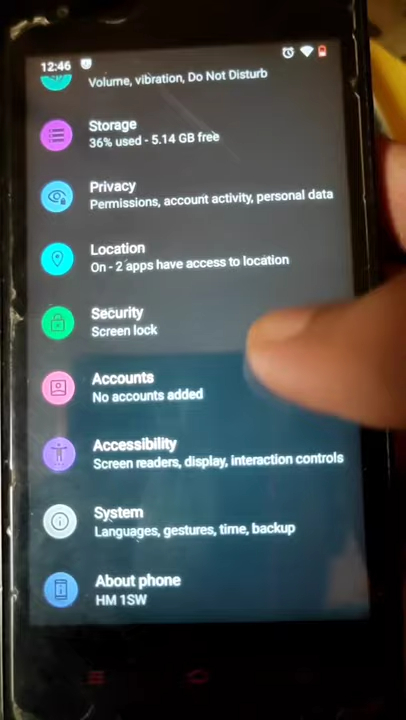 12:46
Volume, vibration, Do Not Disturb
Storage
36% used - 5.14 GB free
Privacy
Permissions, account activity, personal data
Location
On - 2 apps have access to location
Security
Screen lock
Accounts
No accounts added
Accessibility
Screen readers, display, interaction controls
System
Languages, gestures, time, backup
About phone
HM 1SW